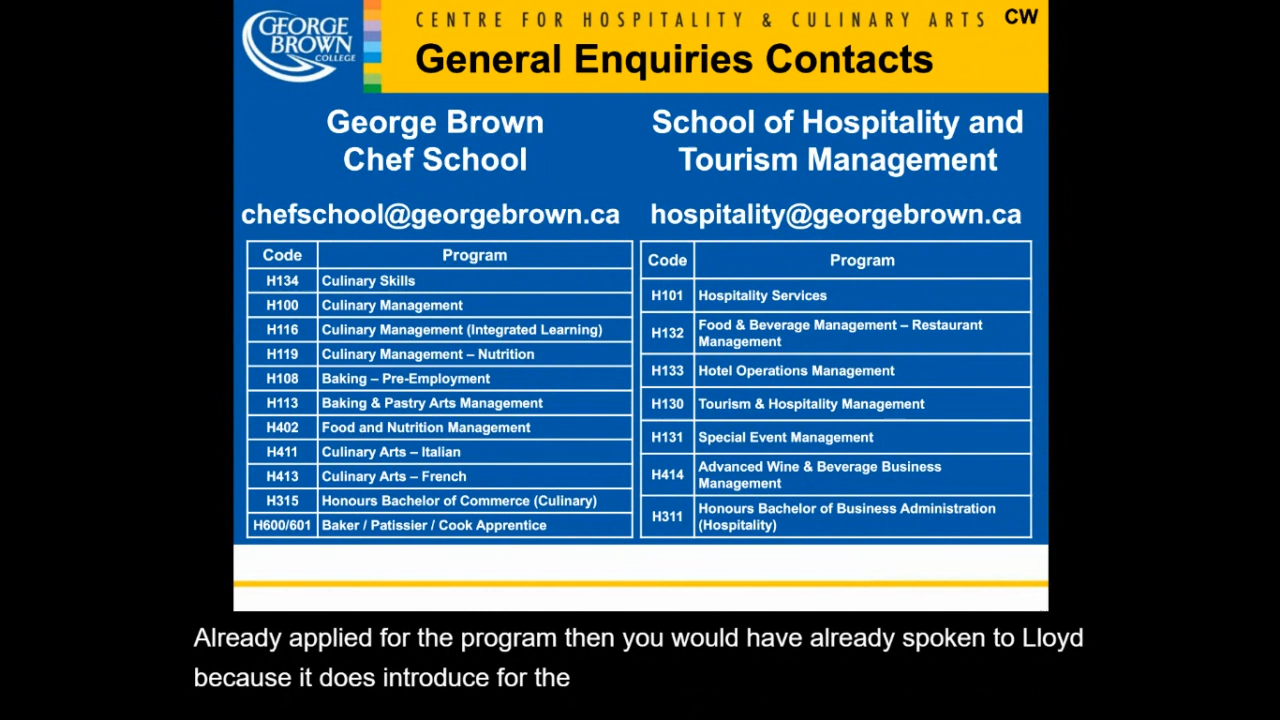 GEORGE
BROWN
COLLEGE
CENTRE FOR HOSPITALITY & CULINARY ARTS
CW
General Enquiries Contacts
George Brown
Chef School
chefschool@georgebrown.ca
Code Program
H134 Culinary Skills
H100 Culinary Management
H116 Culinary Management (Integrated Learning)
H119 Culinary Management – Nutrition
H108 Baking – Pre-Employment
H113 Baking & Pastry Arts Management
H402 Food and Nutrition Management
H411 Culinary Arts – Italian
H413 Culinary Arts – French
H315 Honours Bachelor of Commerce (Culinary)
H600/601 Baker / Patissier / Cook Apprentice
School of Hospitality and
Tourism Management
hospitality@georgebrown.ca
Code Program
H101 Hospitality Services
H132 Food & Beverage Management – Restaurant
Management
H133 Hotel Operations Management
H130 Tourism & Hospitality Management
H131 Special Event Management
H414 Advanced Wine & Beverage Business
Management
H311 Honours Bachelor of Business Administration
(Hospitality)
Already applied for the program then you would have already spoken to Lloyd
because it does introduce for the